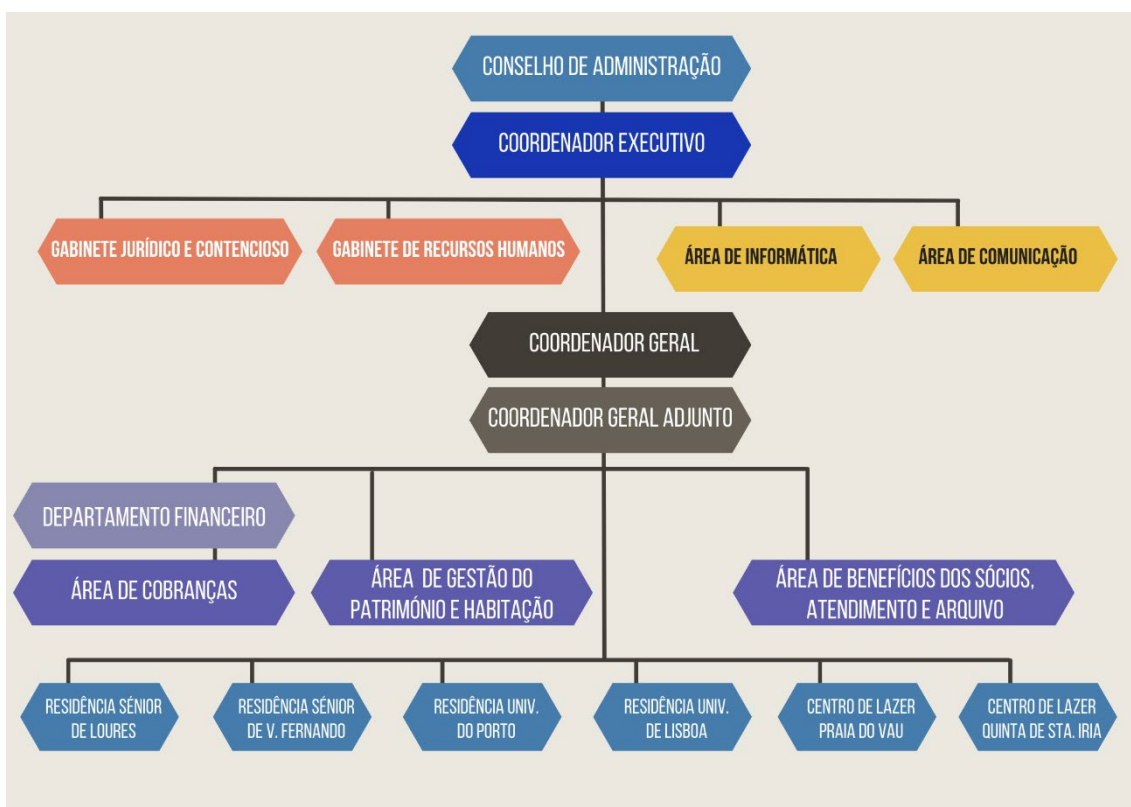 CONSELHO DE ADMINISTRAÇÃO
COORDENADOR EXECUTIVO
GABINETE JURÍDICO E CONTENCIOSO
GABINETE DE RECURSOS HUMANOS
ÁREA DE INFORMÁTICA
ÁREA DE COMUNICAÇÃO
COORDENADOR GERAL
COORDENADOR GERAL ADJUNTO
DEPARTAMENTO FINANCEIRO
ÁREA DE COBRANÇAS
ÁREA DE GESTÃO DO
PATRIMÓNIO E HABITAÇÃO
ÁREA DE BENEFÍCIOS DOS SÓCIOS,
ATENDIMENTO E ARQUIVO
RESIDÊNCIA SÉNIOR
DE LOURES
RESIDÊNCIA SÉNIOR
DE V. FERNANDO
RESIDÊNCIA UNIV.
DO PORTO
RESIDÊNCIA UNIV.
DE LISBOA
CENTRO DE LAZER
PRAIA DO VAU
CENTRO DE LAZER
QUINTA DE STA. IRIA